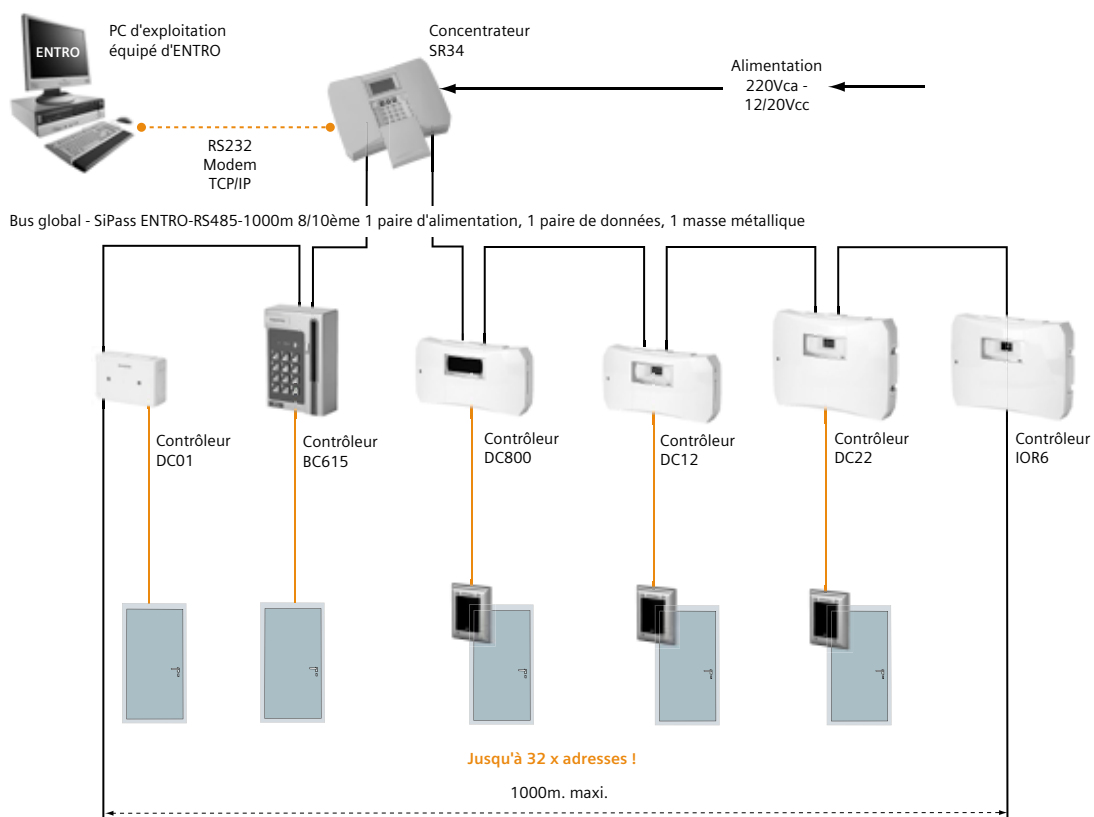 ENTRO
PC d'exploitation
équipé d'ENTRO
Concentrateur
SR34
Alimentation
220Vca -
12/20Vcc
RS232
Modem
TCP/IP
Bus global - SiPass ENTRO-RS485-1000m 8/10ème 1 paire d'alimentation, 1 paire de données, 1 masse métallique
Contrôleur
DC01
Contrôleur
BC615
Contrôleur
DC800
Contrôleur
DC12
Contrôleur
DC22
Contrôleur
IOR6
Jusqu'à 32 x adresses !
1000m. maxi.